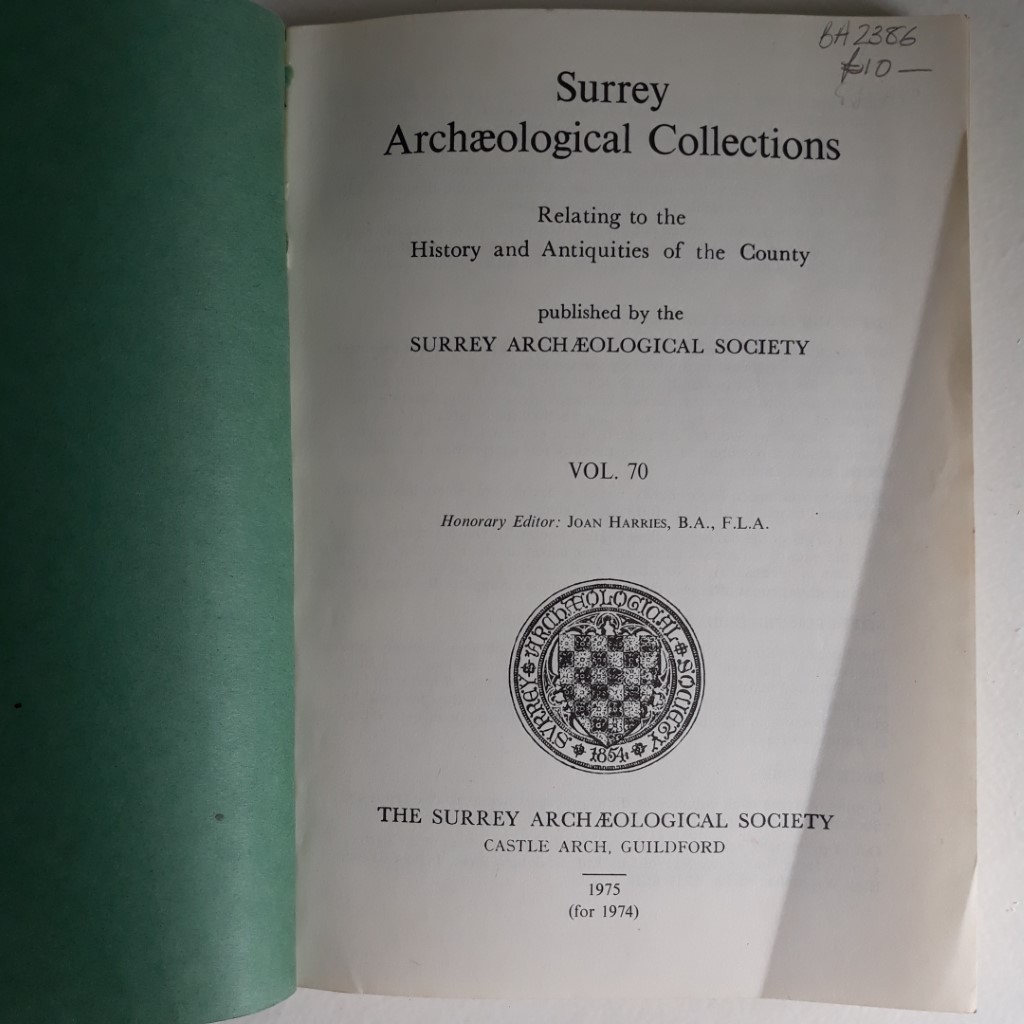 BA 2386
£10 —
Surrey
Archæological Collections
Relating to the
History and Antiquities of the County
published by the
SURREY ARCHÆOLOGICAL SOCIETY
VOL. 70
Honorary Editor: JOAN HARRIES, B.A., F.L.A.
SVRREY ARCHÆOLOGICAL SOCIETY
1854
THE SURREY ARCHÆOLOGICAL SOCIETY
CASTLE ARCH, GUILDFORD
1975
(for 1974)